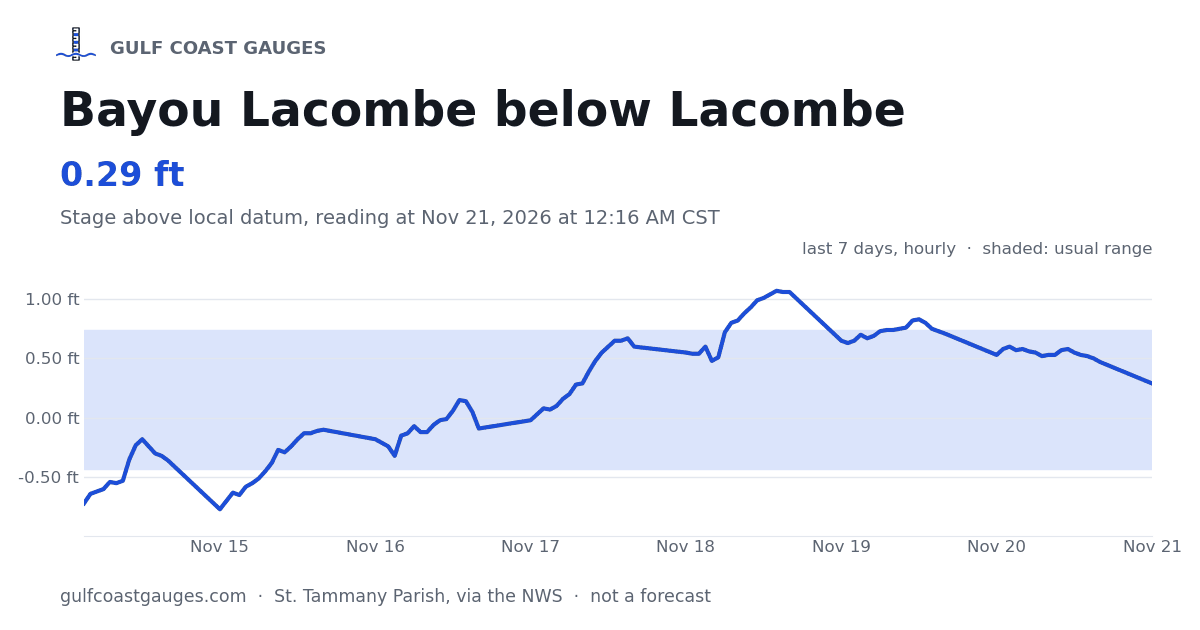 GULF COAST GAUGES
Bayou Lacombe below Lacombe
0.29 ft
Stage above local datum, reading at Nov 21, 2026 at 12:16 AM CST
last 7 days, hourly · shaded: usual range
1.00 ft
0.50 ft
0.00 ft
-0.50 ft
Nov 15 Nov 16 Nov 17 Nov 18 Nov 19 Nov 20 Nov 21
gulfcoastgauges.com · St. Tammany Parish, via the NWS · not a forecast